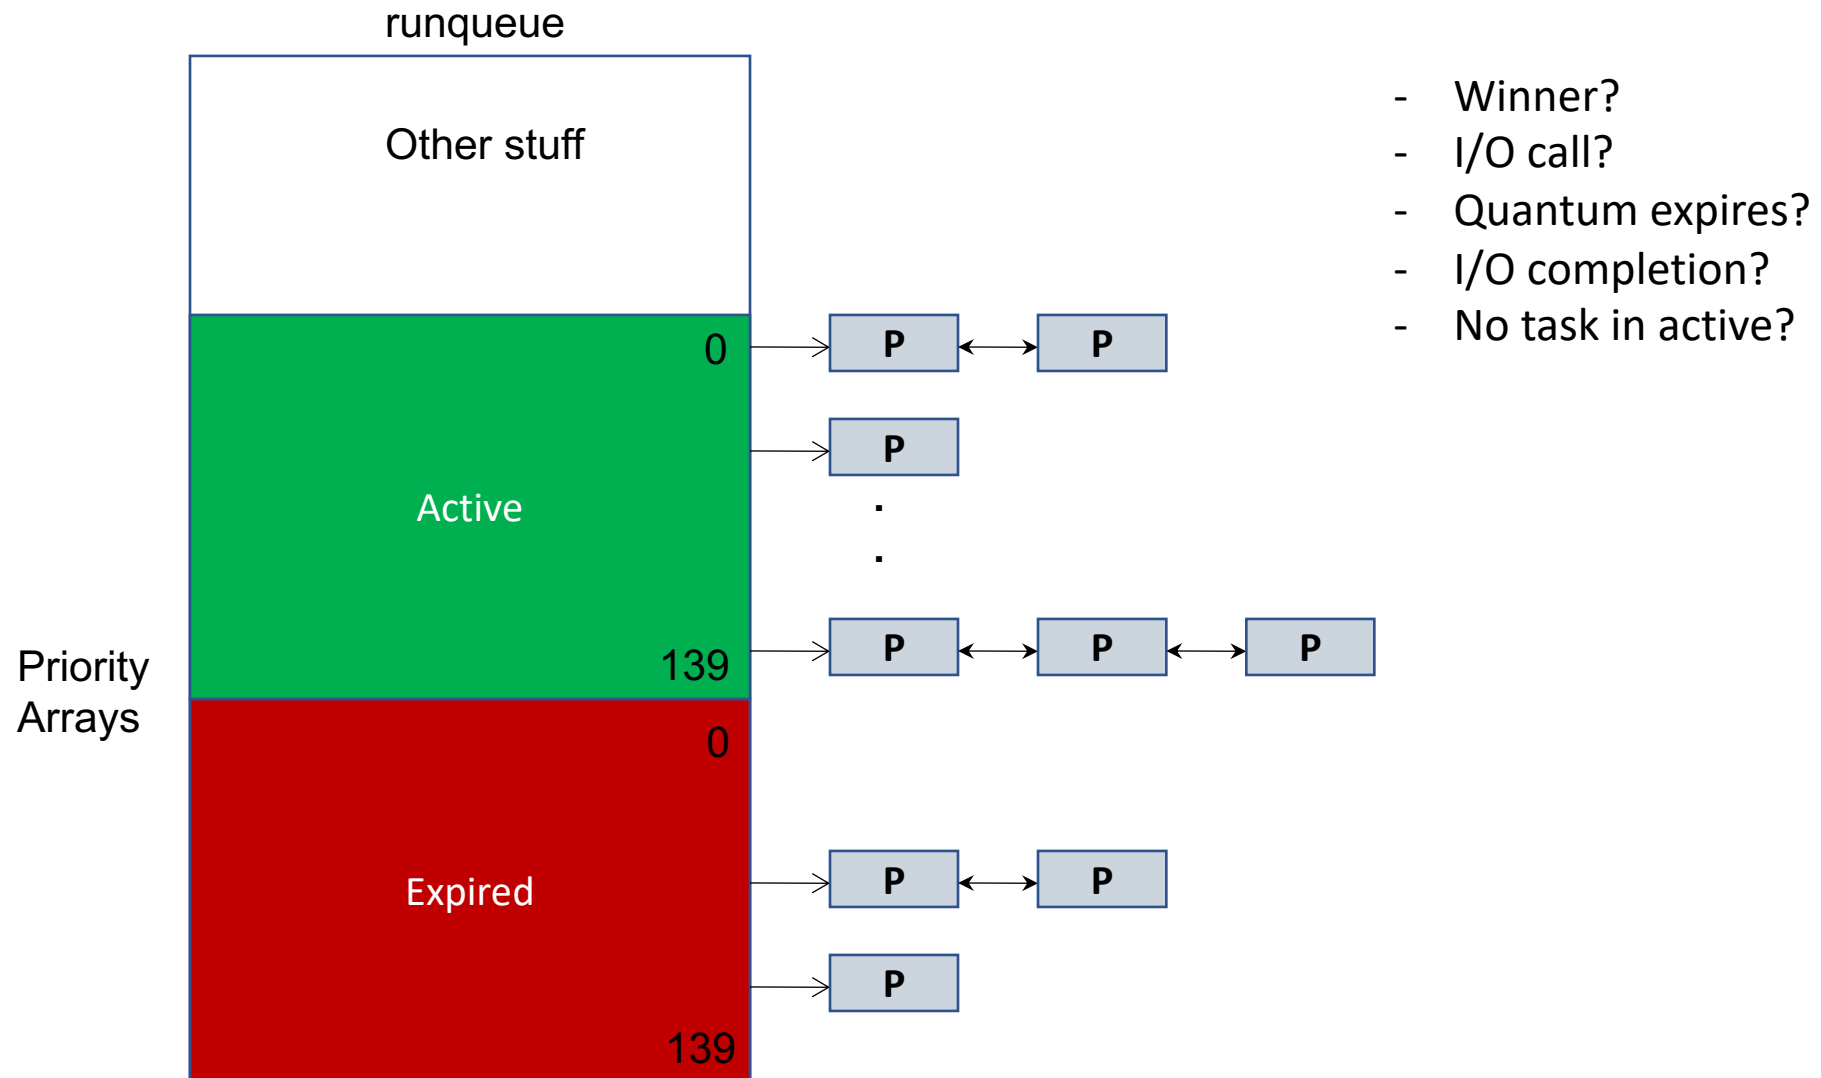 runqueue
Other stuff
- Winner?
- I/O call?
- Quantum expires?
- I/O completion?
- No task in active?
0
P P
P
Active
.
.
139
P P P
Priority
Arrays
0
Expired
P P
P
139